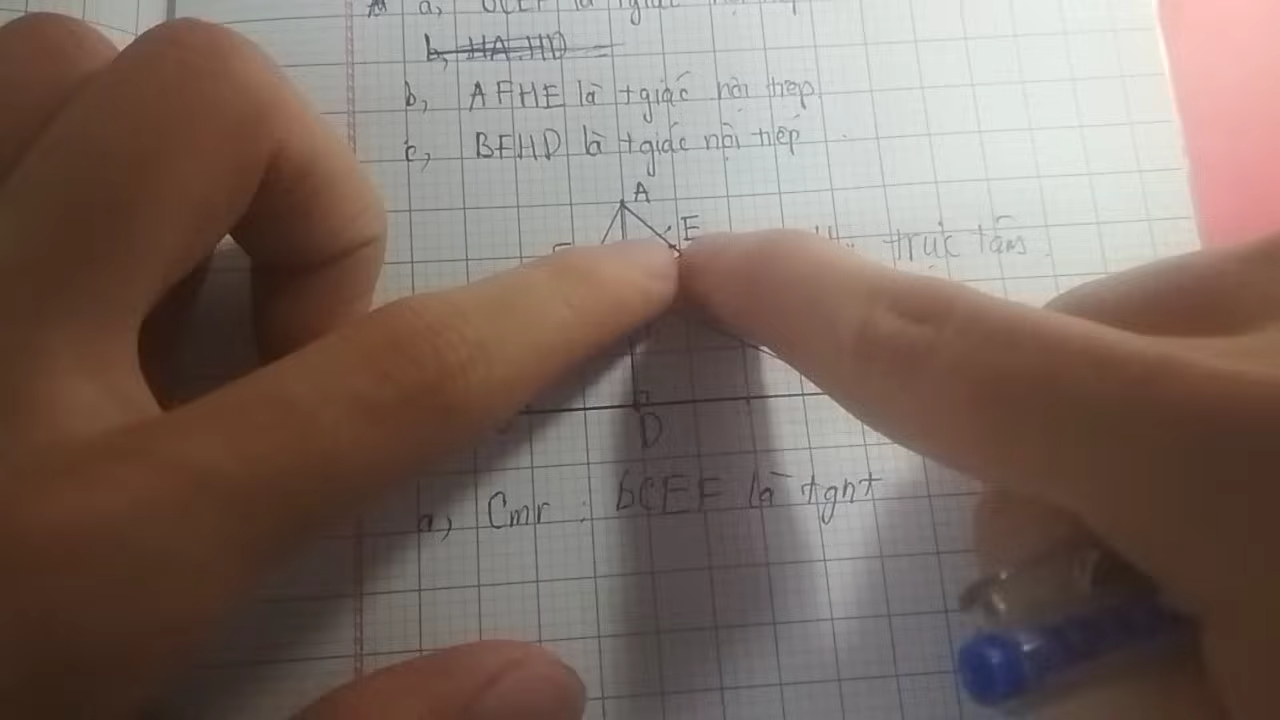 a,
b, HA.HD
b, AFHE là tgiác nội tiếp
c, BFHD là tgiác nội tiếp
A
E
trực tâm
D
a, Cmr : BCEF là tgnt